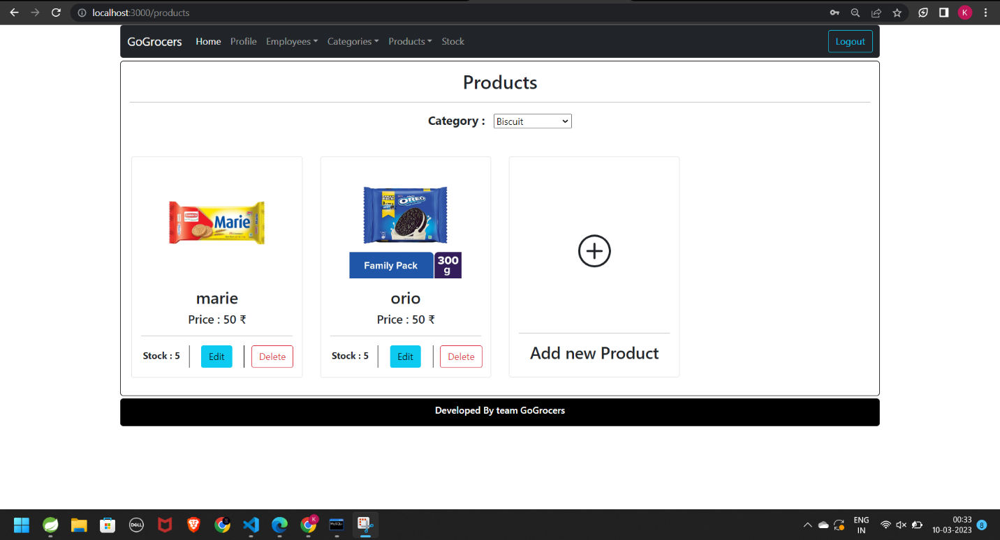 localhost:3000/products
K
GoGrocers Home Profile Employees Categories Products Stock Logout
Products
Category : Biscuit
Marie
OREO
Family Pack 300 g
marie
Price : 50 ₹
Stock : 5 Edit Delete
orio
Price : 50 ₹
Stock : 5 Edit Delete
Add new Product
Developed By team GoGrocers
DELL
K
MySQL
ENG
IN
00:33
10-03-2023
8